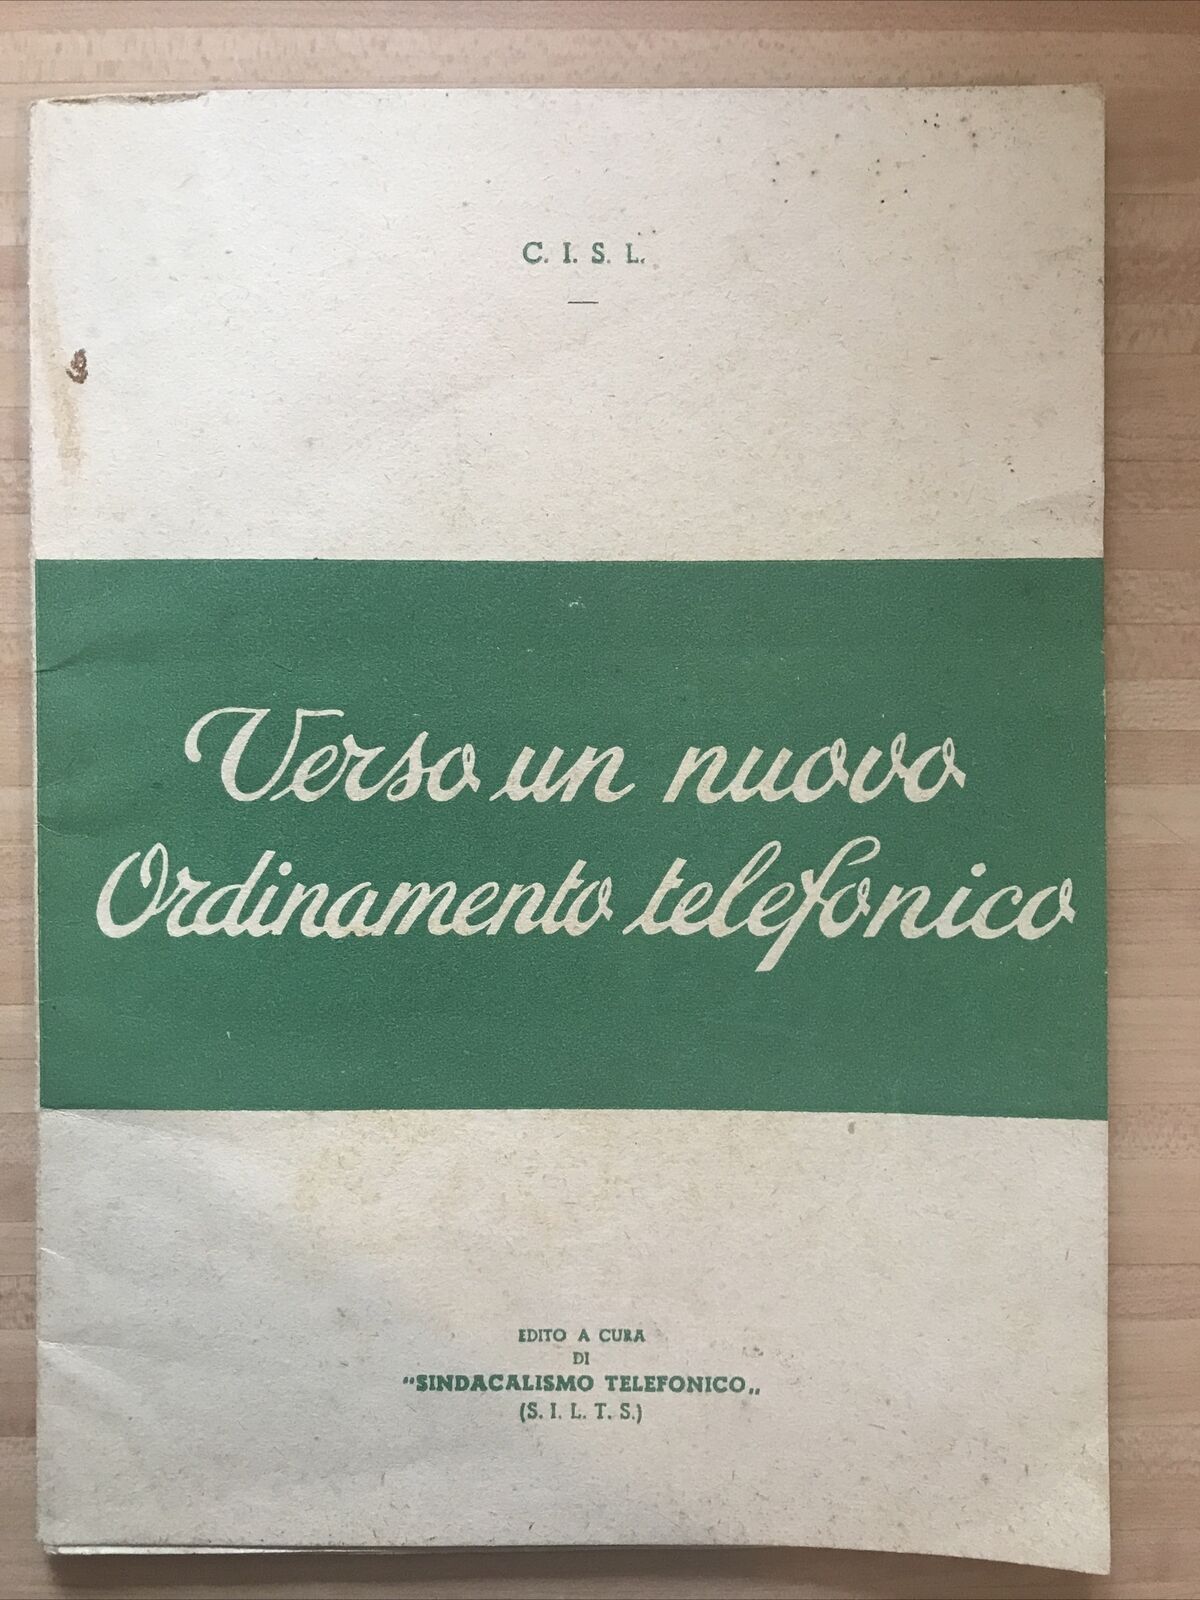 C. I. S. L.
Verso un nuovo
Ordinamento telefonico
EDITO A CURA
DI
"SINDACALISMO TELEFONICO„
(S. I. L. T. S.)